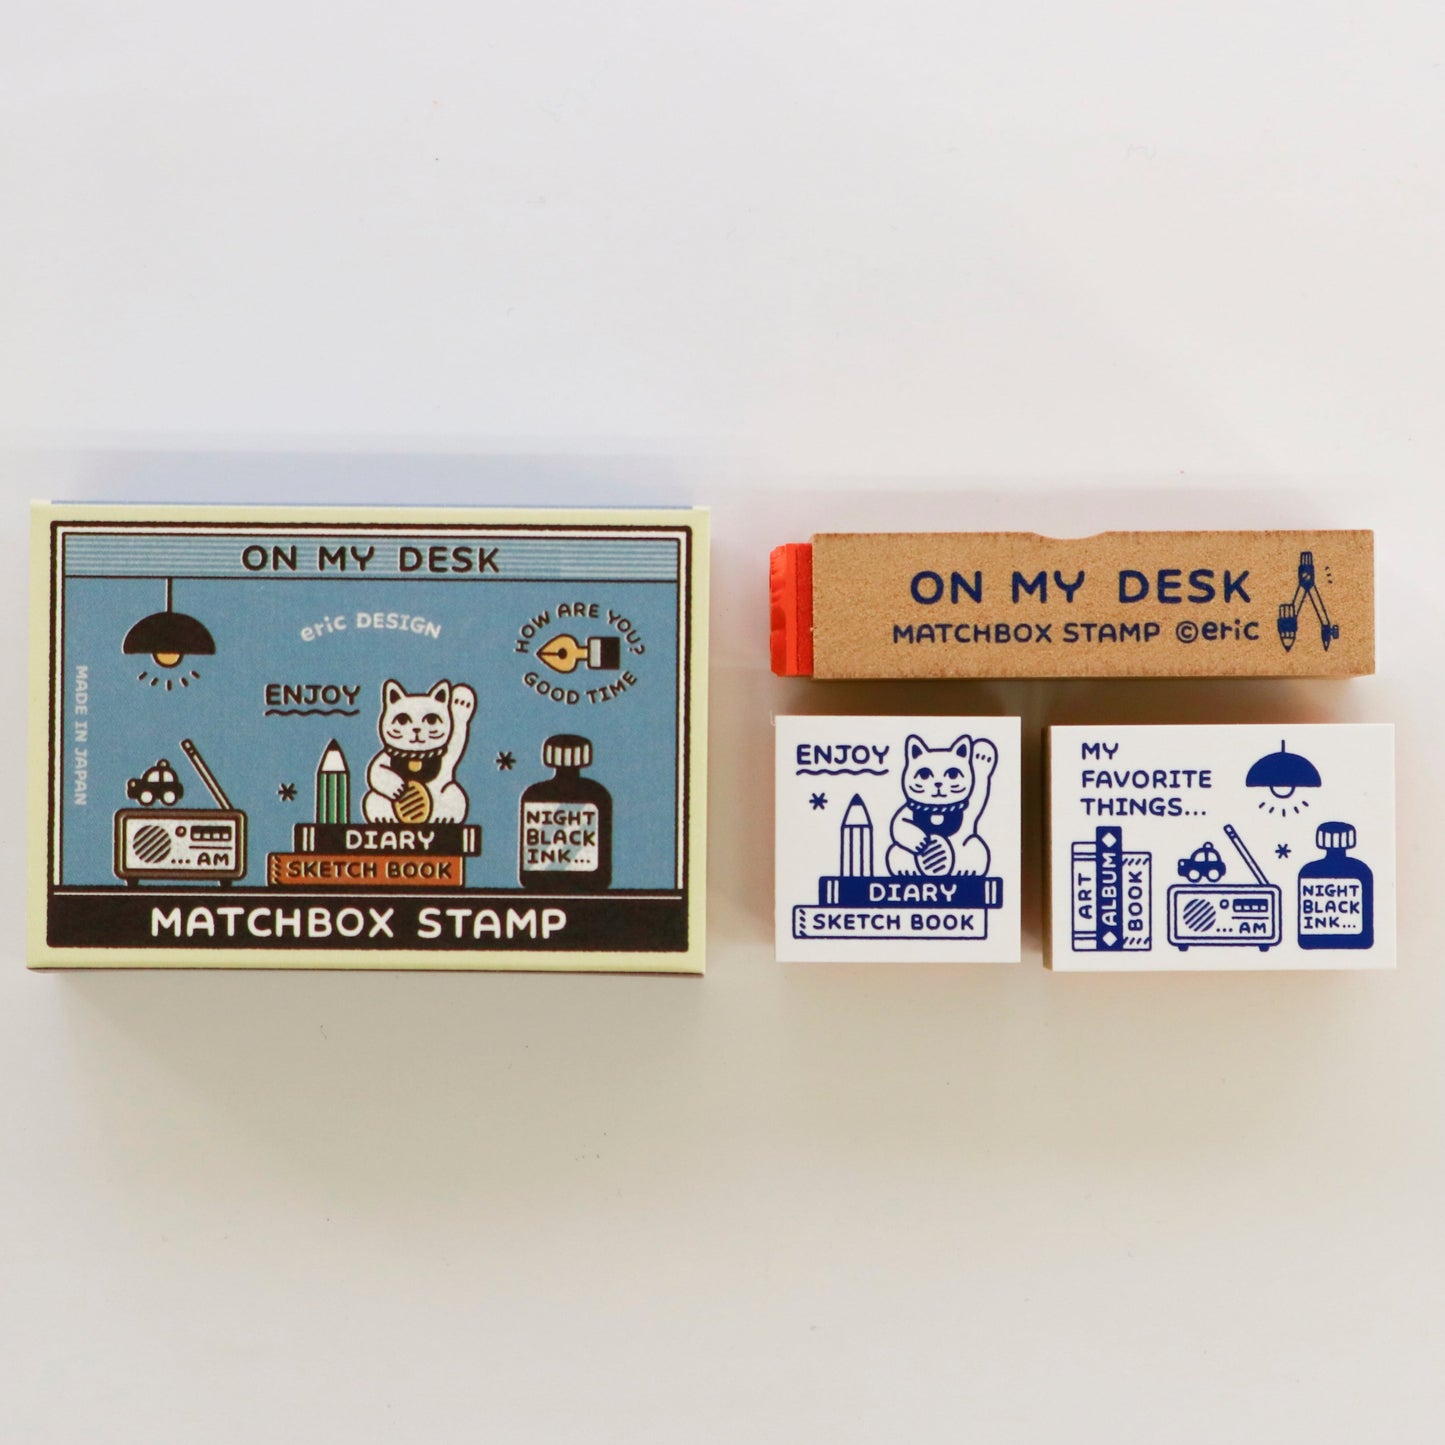 ON MY DESK
eric DESIGN
HOW ARE YOU?
GOOD TIME
ENJOY
MADE IN JAPAN
... AM
DIARY
SKETCH BOOK
NIGHT
BLACK
INK...
MATCHBOX STAMP
ON MY DESK
MATCHBOX STAMP ©eric
ENJOY
DIARY
SKETCH BOOK
MY
FAVORITE
THINGS...
ART
ALBUM
BOOK
... AM
NIGHT
BLACK
INK...